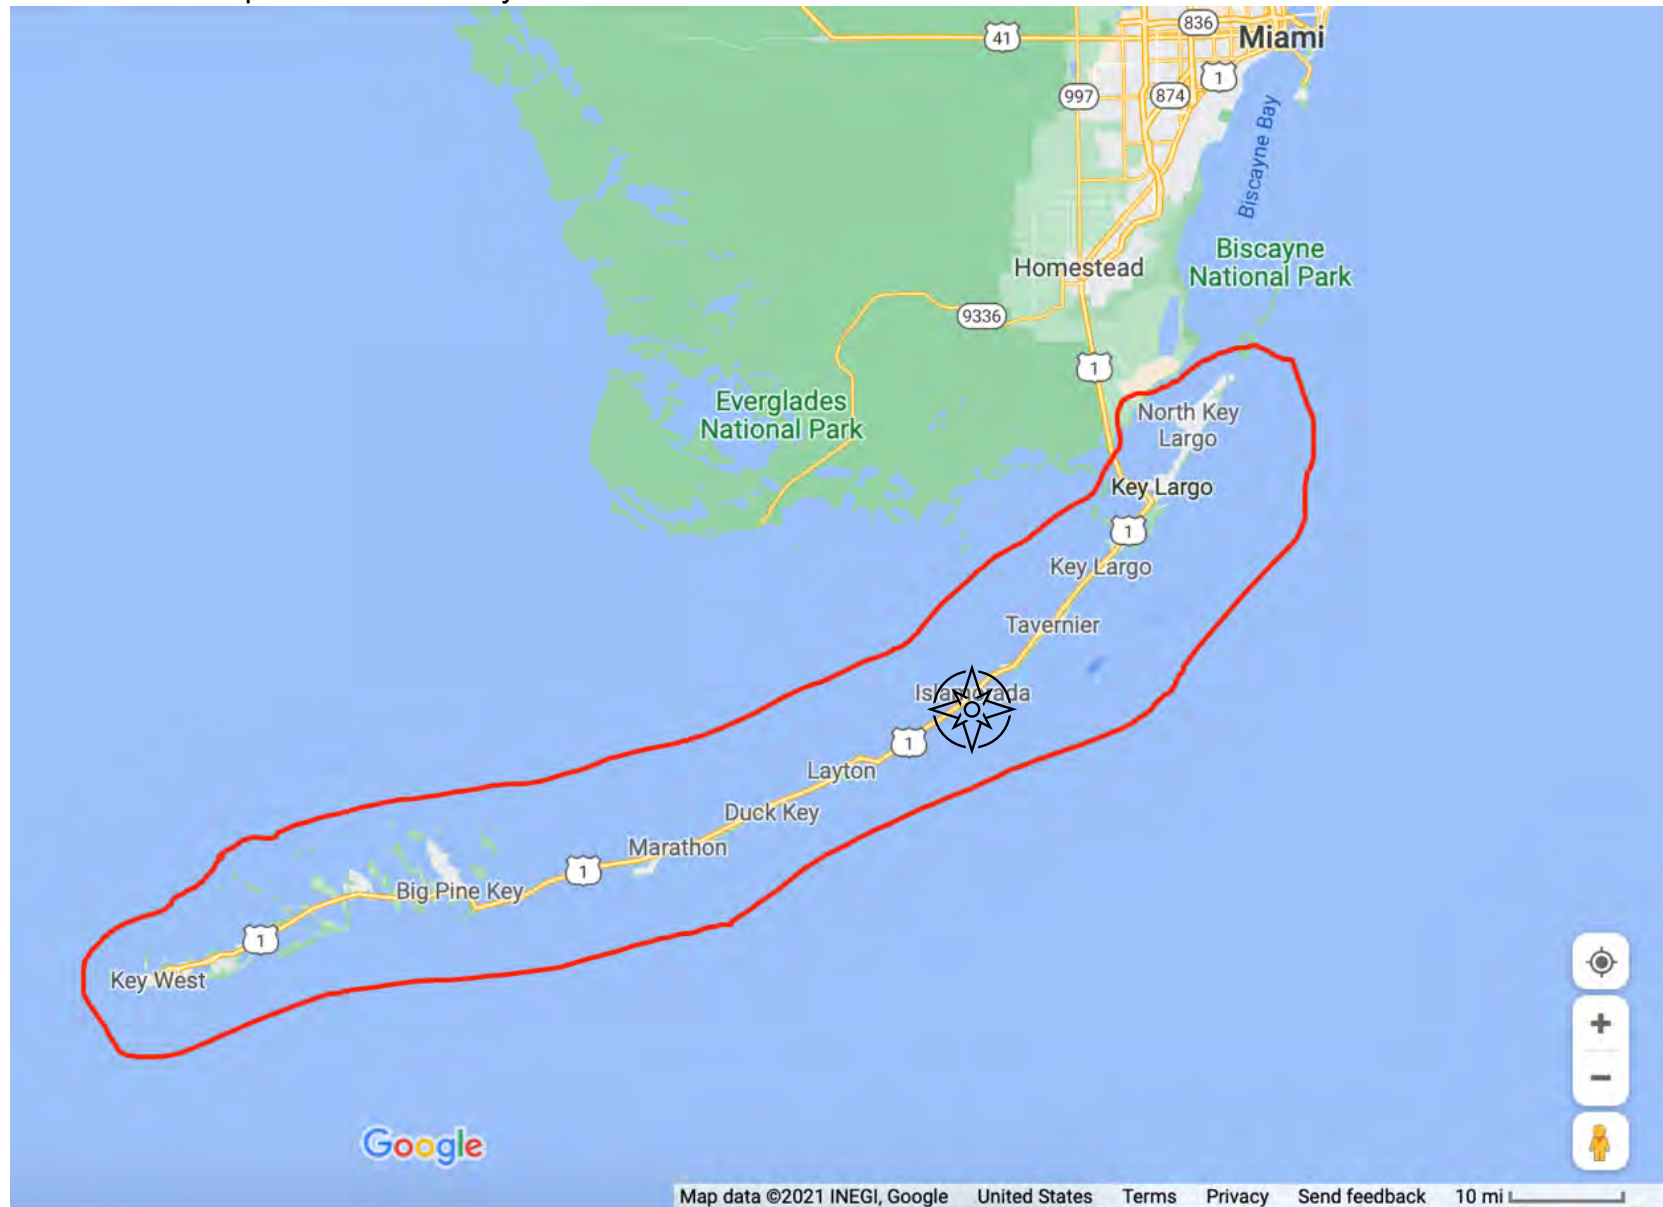 41
836
Miami
1
997
874
Biscayne Bay
Biscayne
National Park
Homestead
9336
1
Everglades
National Park
North Key
Largo
Key Largo
1
Key Largo
Tavernier
Islamorada
1
Layton
Duck Key
Marathon
1
Big Pine Key
1
Key West
Google
Map data ©2021 INEGI, Google United States Terms Privacy Send feedback 10 mi